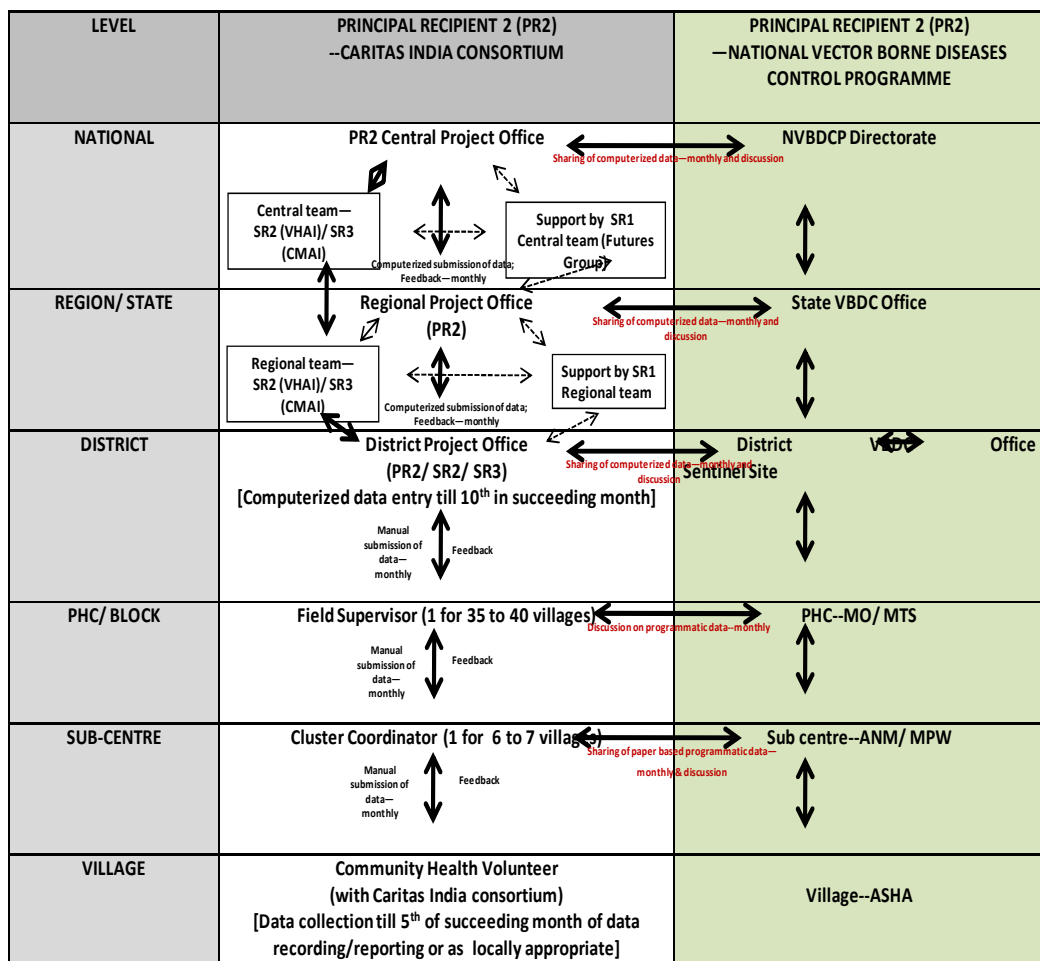 LEVEL
PRINCIPAL RECIPIENT 2 (PR2)
--CARITAS INDIA CONSORTIUM
PRINCIPAL RECIPIENT 2 (PR2)
—NATIONAL VECTOR BORNE DISEASES
CONTROL PROGRAMME
NATIONAL
PR2 Central Project Office
NVBDCP Directorate
Sharing of computerized data—monthly and discussion
Central team—
SR2 (VHAI)/ SR3
(CMAI)
Support by SR1
Central team (Futures
Group)
Computerized submission of data;
Feedback—monthly
REGION/ STATE
Regional Project Office
(PR2)
State VBDC Office
Sharing of computerized data—monthly and
discussion
Regional team—
SR2 (VHAI)/ SR3
(CMAI)
Support by SR1
Regional team
Computerized submission of data;
Feedback—monthly
DISTRICT
District Project Office
(PR2/ SR2/ SR3)
[Computerized data entry till 10th in succeeding month]
District VBDC Office
Sentinel Site
Sharing of computerized data—monthly and
discussion
Manual
submission of
data—
monthly
Feedback
PHC/ BLOCK
Field Supervisor (1 for 35 to 40 villages)
PHC--MO/ MTS
Discussion on programmatic data--monthly
Manual
submission of
data—
monthly
Feedback
SUB-CENTRE
Cluster Coordinator (1 for 6 to 7 villages)
Sub centre--ANM/ MPW
Sharing of paper based programmatic data—
monthly & discussion
Manual
submission of
data—
monthly
Feedback
VILLAGE
Community Health Volunteer
(with Caritas India consortium)
[Data collection till 5th of succeeding month of data
recording/reporting or as locally appropriate]
Village--ASHA